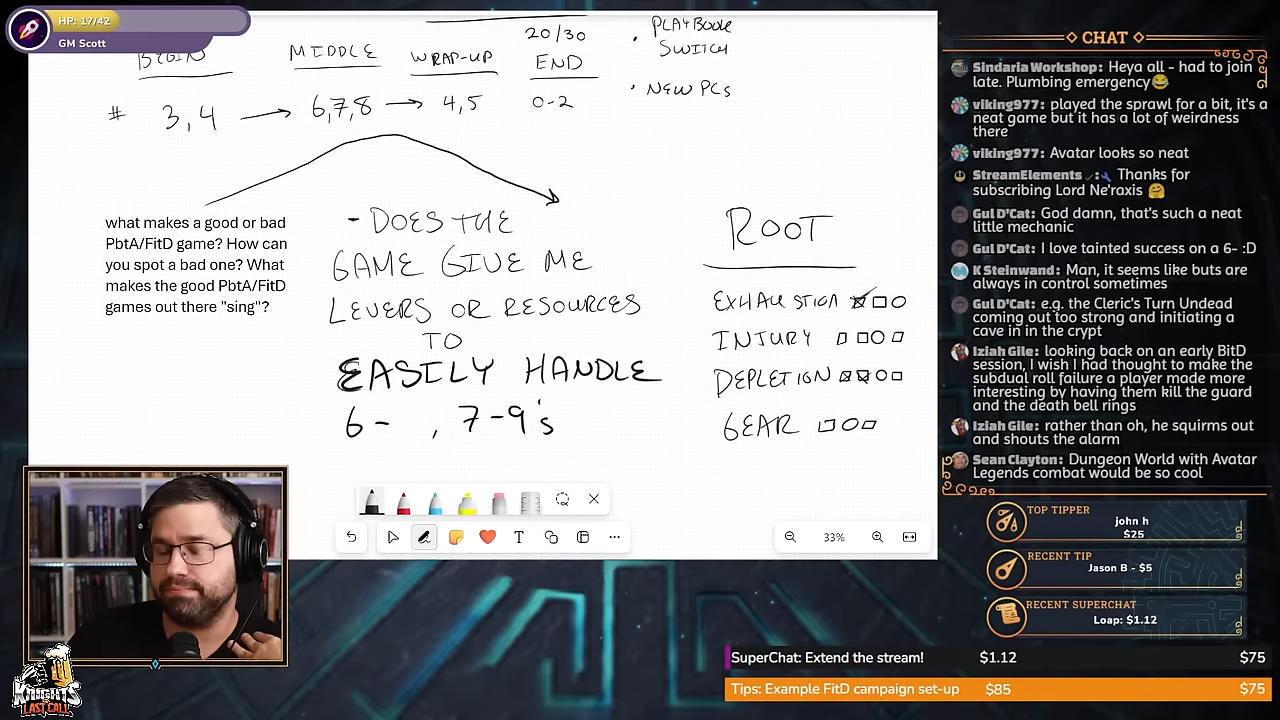 HP: 17/42
GM Scott
BEGIN
MIDDLE
WRAP-UP
20/30
END
• PLAYBOOK
SWITCH
• NEW PCS
# 3,4 → 6,7,8 → 4,5 0-2
what makes a good or bad
PbtA/FitD game? How can
you spot a bad one? What
makes the good PbtA/FitD
games out there "sing"?
- DOES THE
GAME GIVE ME
LEVERS OR RESOURCES
TO
EASILY HANDLE
6- , 7-9's
ROOT
EXHAUSTION
INJURY
DEPLETION
GEAR
33%
CHAT
Sindaria Workshop: Heya all - had to join
late. Plumbing emergency😂
viking977: played the sprawl for a bit, it's a
neat game but it has a lot of weirdness
there
viking977: Avatar looks so neat
StreamElements: Thanks for
subscribing Lord Ne'raxis 🤗
Gul D'Cat: God damn, that's such a neat
little mechanic
Gul D'Cat: I love tainted success on a 6- :D
K Steinwand: Man, it seems like buts are
always in control sometimes
Gul D'Cat: e.g. the Cleric's Turn Undead
coming out too strong and initiating a
cave in in the crypt
Iziah Gile: looking back on an early BitD
session, i wish I had thought to make the
subdual roll failure a player made more
interesting by having them kill the guard
and the death bell rings
Iziah Gile: rather than oh, he squirms out
and shouts the alarm
Sean Clayton: Dungeon World with Avatar
Legends combat would be so cool
TOP TIPPER
john h
$25
RECENT TIP
Jason B - $5
RECENT SUPERCHAT
Loap: $1.12
SuperChat: Extend the stream! $1.12 $75
Tips: Example FitD campaign set-up $85 $75
KNIGHTS
LAST CALL